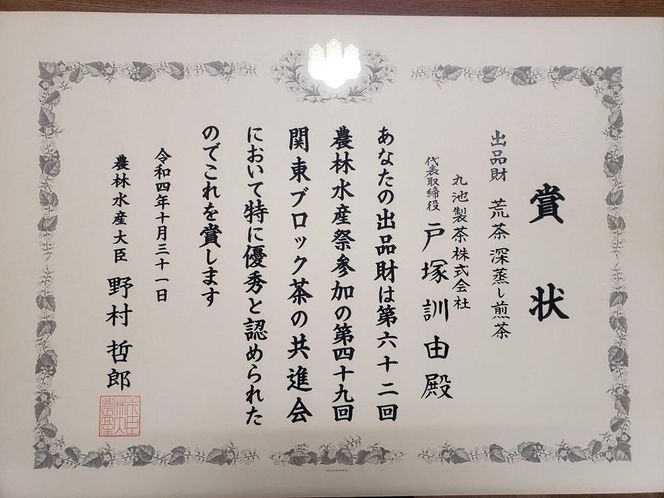 賞状
出品財 荒茶 深蒸し煎茶
丸池製茶株式会社
代表取締役 戸塚訓由殿
あなたの出品財は第六十二回
農林水産祭参加の第四十九回
関東ブロック茶の共進会
において特に優秀と認められた
のでこれを賞します
令和四年十月三十一日
農林水産大臣 野村哲郎